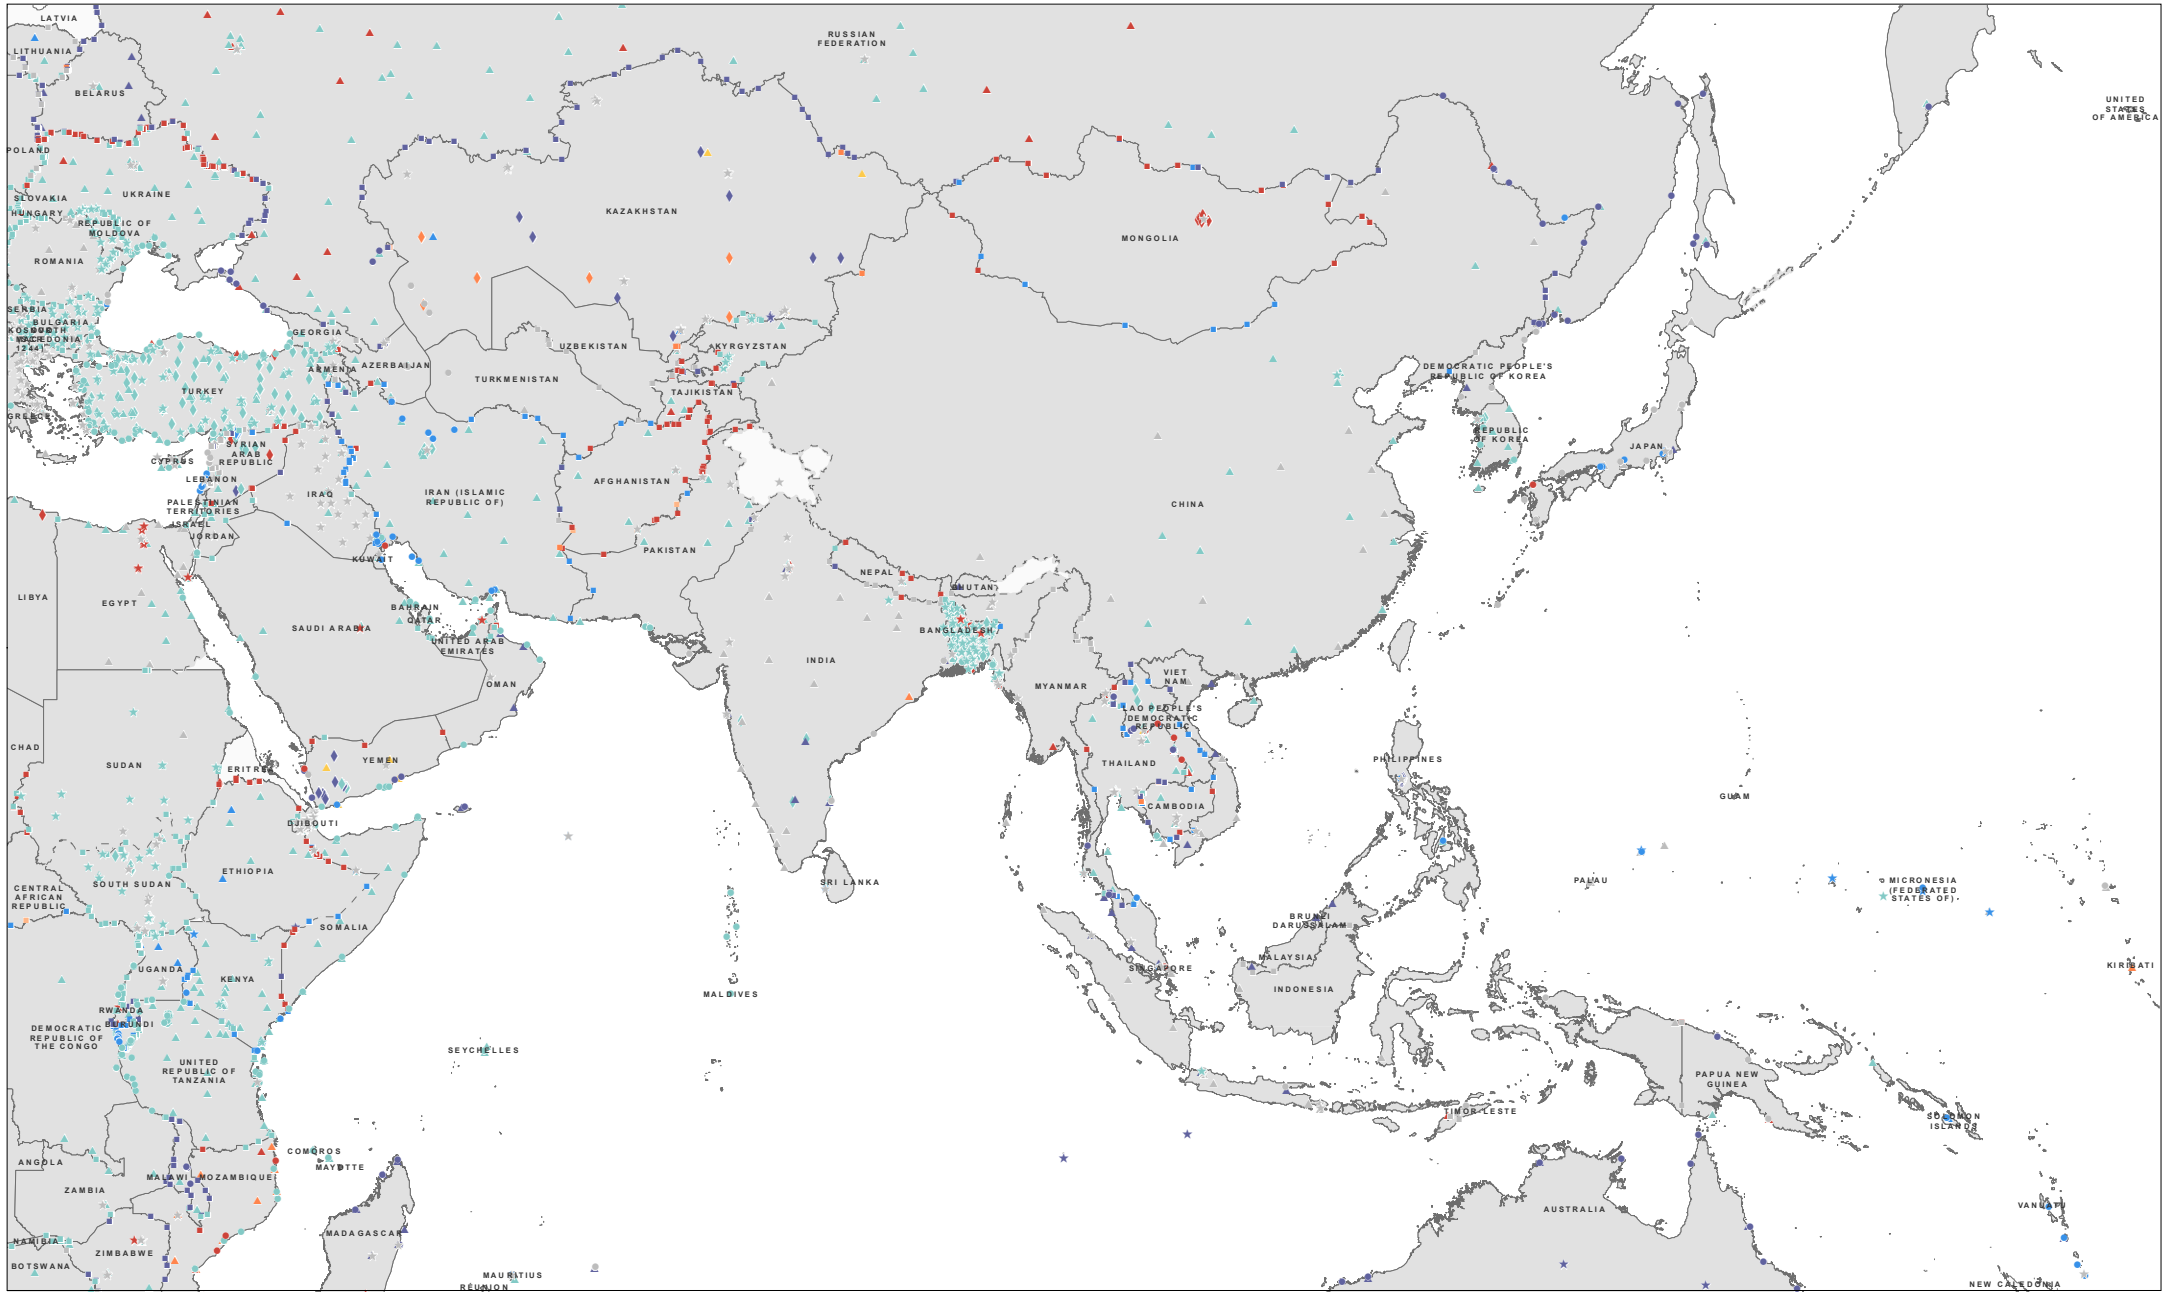 LATVIA
LITHUANIA
BELARUS
POLAND
UKRAINE
SLOVAKIA
HUNGARY
REPUBLIC OF
MOLDOVA
ROMANIA
SERBIA
BULGARIA
MACEDONIA
GREECE
RUSSIAN
FEDERATION
UNITED
STATES
OF AMERICA
KAZAKHSTAN
MONGOLIA
GEORGIA
ARMENIA
AZERBAIJAN
UZBEKISTAN
KYRGYZSTAN
TURKMENISTAN
TAJIKISTAN
TURKEY
DEMOCRATIC PEOPLE'S
REPUBLIC OF KOREA
REPUBLIC
OF KOREA
JAPAN
CYPRUS
SYRIAN
ARAB
REPUBLIC
LEBANON
PALESTINIAN
TERRITORIES
ISRAEL
JORDAN
IRAQ
IRAN (ISLAMIC
REPUBLIC OF)
AFGHANISTAN
PAKISTAN
CHINA
KUWAIT
NEPAL
BHUTAN
LIBYA
EGYPT
SAUDI ARABIA
BAHRAIN
QATAR
UNITED ARAB
EMIRATES
OMAN
INDIA
BANGLADESH
MYANMAR
VIET
NAM
LAO PEOPLE'S
DEMOCRATIC
REPUBLIC
CHAD
SUDAN
ERITREA
YEMEN
THAILAND
PHILIPPINES
GUAM
CAMBODIA
DJIBOUTI
ETHIOPIA
SOUTH SUDAN
CENTRAL
AFRICAN
REPUBLIC
SOMALIA
SRI LANKA
PALAU
MICRONESIA
(FEDERATED
STATES OF)
BRUNEI
DARUSSALAM
MALAYSIA
SINGAPORE
INDONESIA
KIRIBATI
UGANDA
KENYA
MALDIVES
RWANDA
BURUNDI
DEMOCRATIC
REPUBLIC OF
THE CONGO
UNITED
REPUBLIC OF
TANZANIA
SEYCHELLES
PAPUA NEW
GUINEA
TIMOR-LESTE
SOLOMON
ISLANDS
COMOROS
MAYOTTE
ANGOLA
ZAMBIA
MALAWI
MOZAMBIQUE
MADAGASCAR
AUSTRALIA
VANUATU
NAMIBIA
ZIMBABWE
BOTSWANA
MAURITIUS
RÉUNION
NEW CALEDONIA